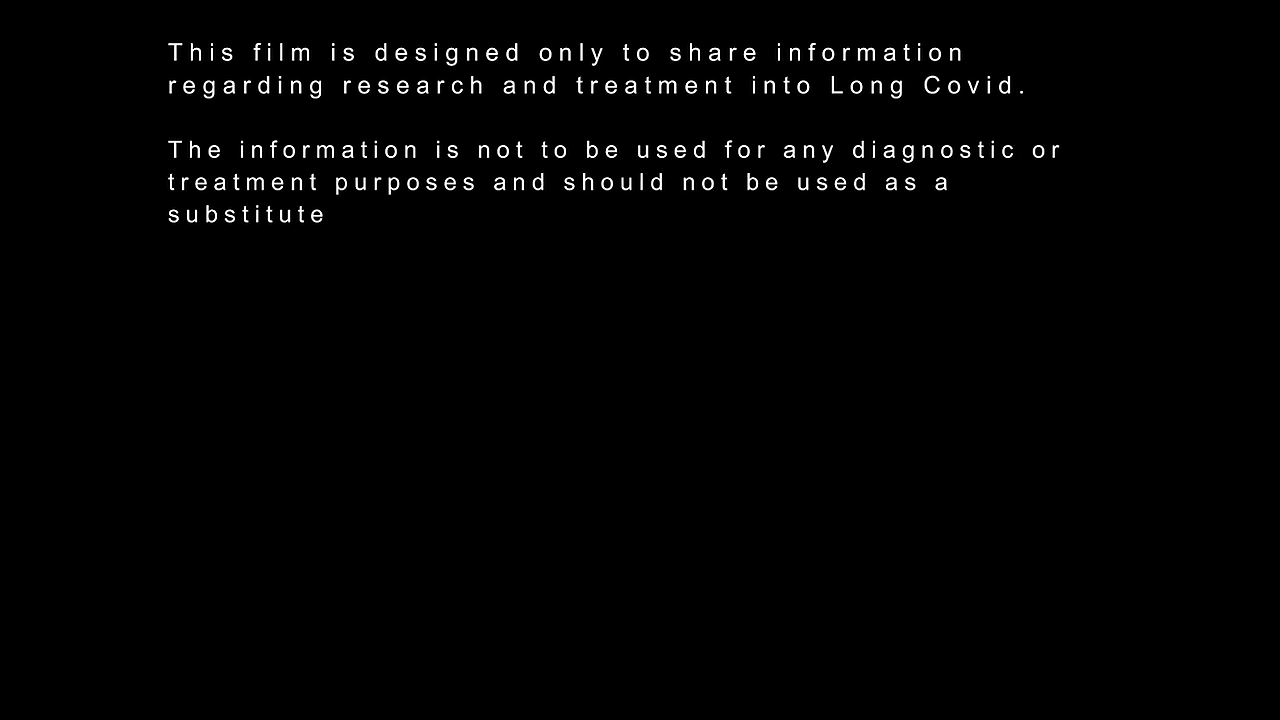 This film is designed only to share information
regarding research and treatment into Long Covid.
The information is not to be used for any diagnostic or
treatment purposes and should not be used as a
substitute